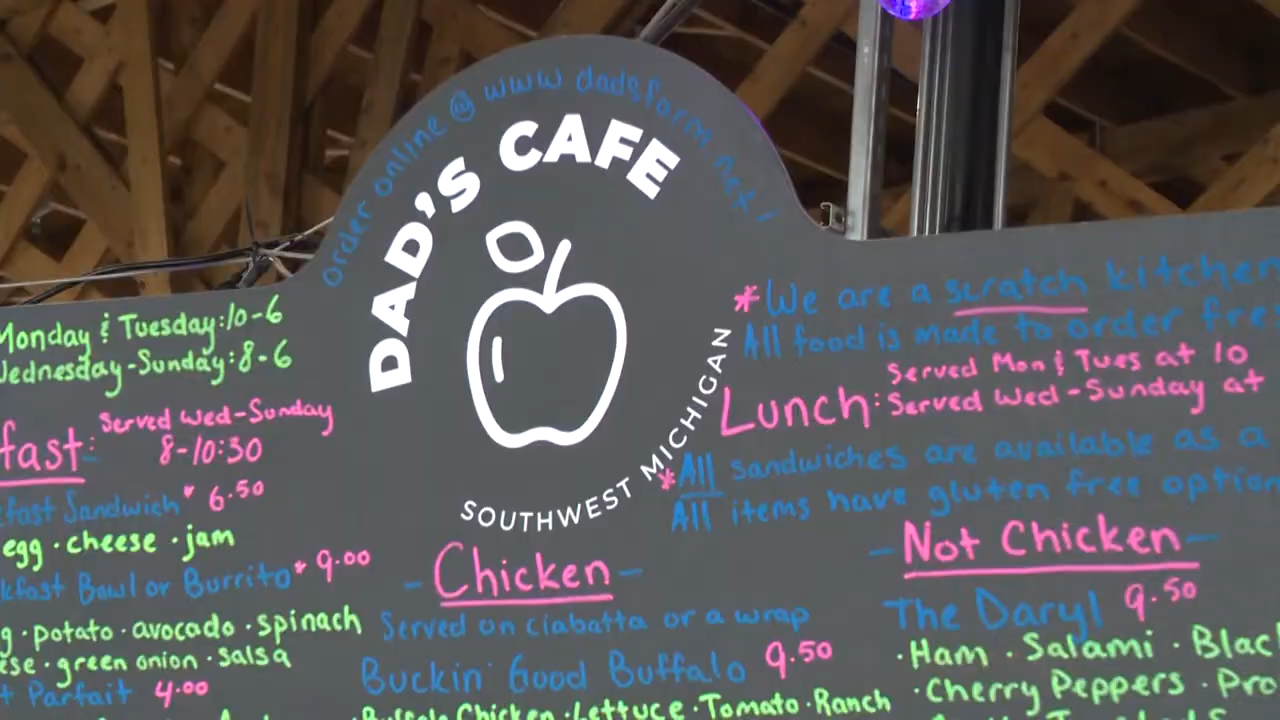 order online @ www.dadsfarm.net!
DAD'S CAFE
SOUTHWEST MICHIGAN
Monday & Tuesday: 10-6
Wednesday-Sunday: 8-6
fast: Served Wed-Sunday
8-10:30
kfast Sandwich* 6.50
egg · cheese · jam
kfast Bowl or Burrito* 9.00
g · potato · avocado · spinach
ese · green onion · salsa
t Parfait 4.00
*We are a scratch kitchen
All food is made to order fre
Lunch: Served Mon & Tues at 10
Served Wed-Sunday at
*All sandwiches are available as a
All items have gluten free option
- Chicken -
Served on ciabatta or a wrap
Buckin' Good Buffalo 9.50
·Buffalo Chicken · Lettuce · Tomato · Ranch
- Not Chicken -
The Daryl 9.50
·Ham · Salami · Blac
·Cherry Peppers · Pro